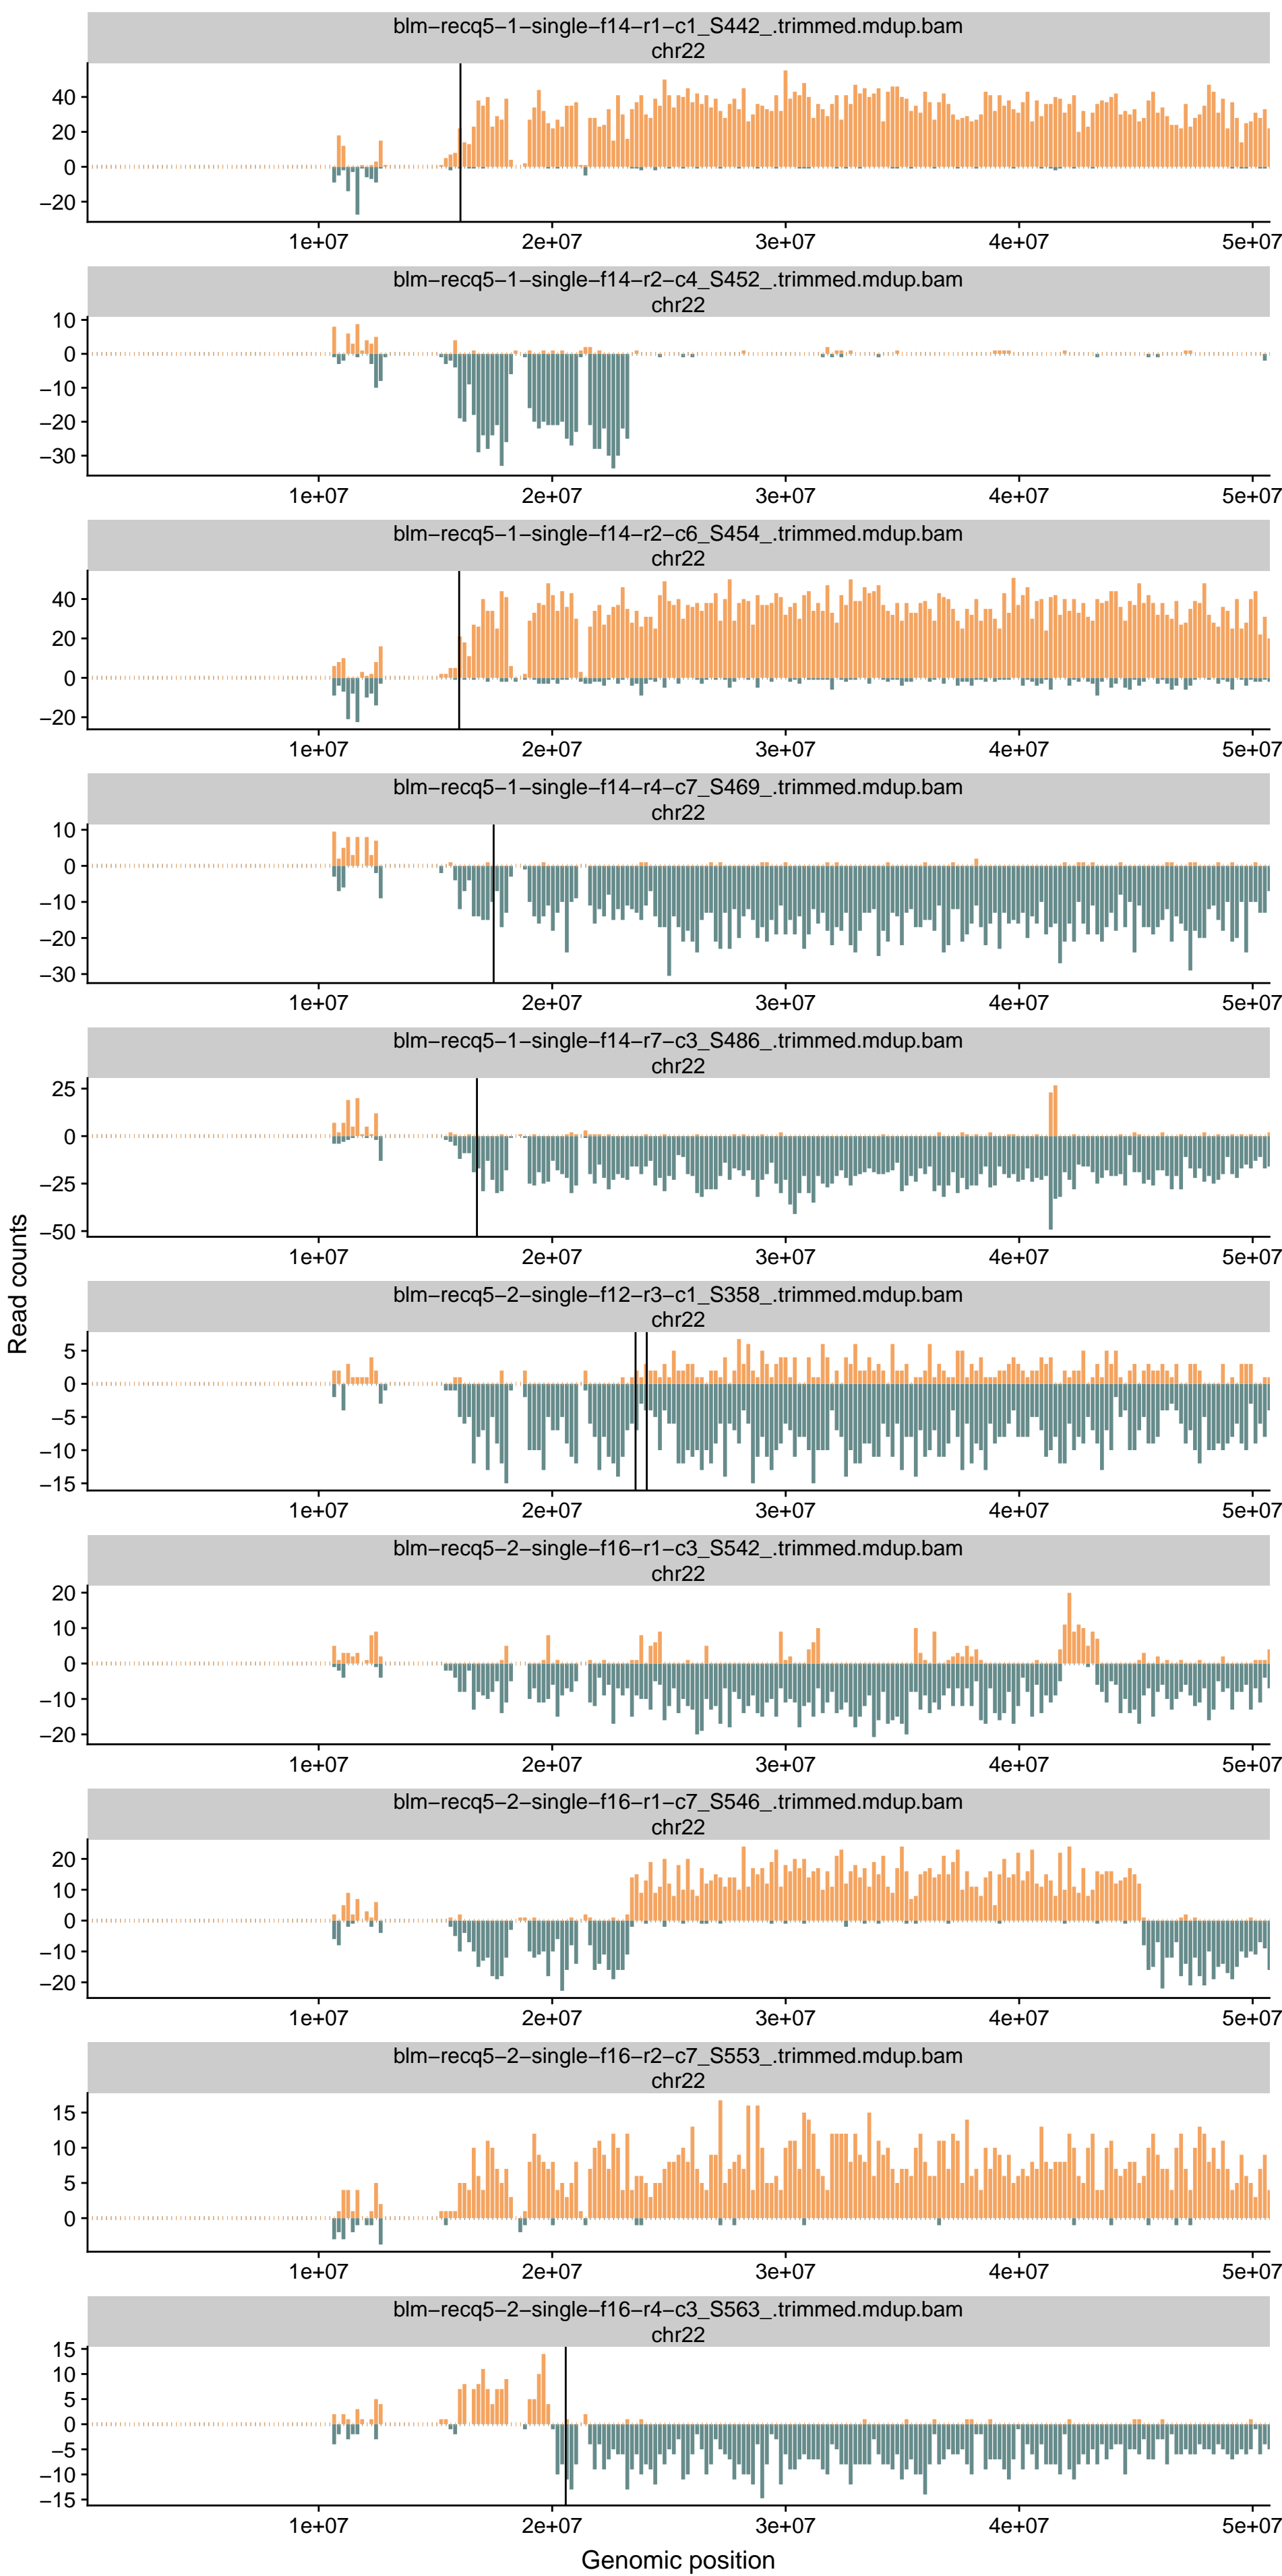 blm−recq5−1−single−f14−r1−c1_S442_.trimmed.mdup.bam
chr22
40
20
0
−20
1e+07 2e+07 3e+07 4e+07 5e+07
blm−recq5−1−single−f14−r2−c4_S452_.trimmed.mdup.bam
chr22
10
0
−10
−20
−30
1e+07 2e+07 3e+07 4e+07 5e+07
blm−recq5−1−single−f14−r2−c6_S454_.trimmed.mdup.bam
chr22
40
20
0
−20
1e+07 2e+07 3e+07 4e+07 5e+07
blm−recq5−1−single−f14−r4−c7_S469_.trimmed.mdup.bam
chr22
10
0
−10
−20
−30
1e+07 2e+07 3e+07 4e+07 5e+07
blm−recq5−1−single−f14−r7−c3_S486_.trimmed.mdup.bam
chr22
25
0
−25
−50
1e+07 2e+07 3e+07 4e+07 5e+07
Read counts
blm−recq5−2−single−f12−r3−c1_S358_.trimmed.mdup.bam
chr22
5
0
−5
−10
−15
1e+07 2e+07 3e+07 4e+07 5e+07
blm−recq5−2−single−f16−r1−c3_S542_.trimmed.mdup.bam
chr22
20
10
0
−10
−20
1e+07 2e+07 3e+07 4e+07 5e+07
blm−recq5−2−single−f16−r1−c7_S546_.trimmed.mdup.bam
chr22
20
10
0
−10
−20
1e+07 2e+07 3e+07 4e+07 5e+07
blm−recq5−2−single−f16−r2−c7_S553_.trimmed.mdup.bam
chr22
15
10
5
0
1e+07 2e+07 3e+07 4e+07 5e+07
blm−recq5−2−single−f16−r4−c3_S563_.trimmed.mdup.bam
chr22
15
10
5
0
−5
−10
−15
1e+07 2e+07 3e+07 4e+07 5e+07
Genomic position